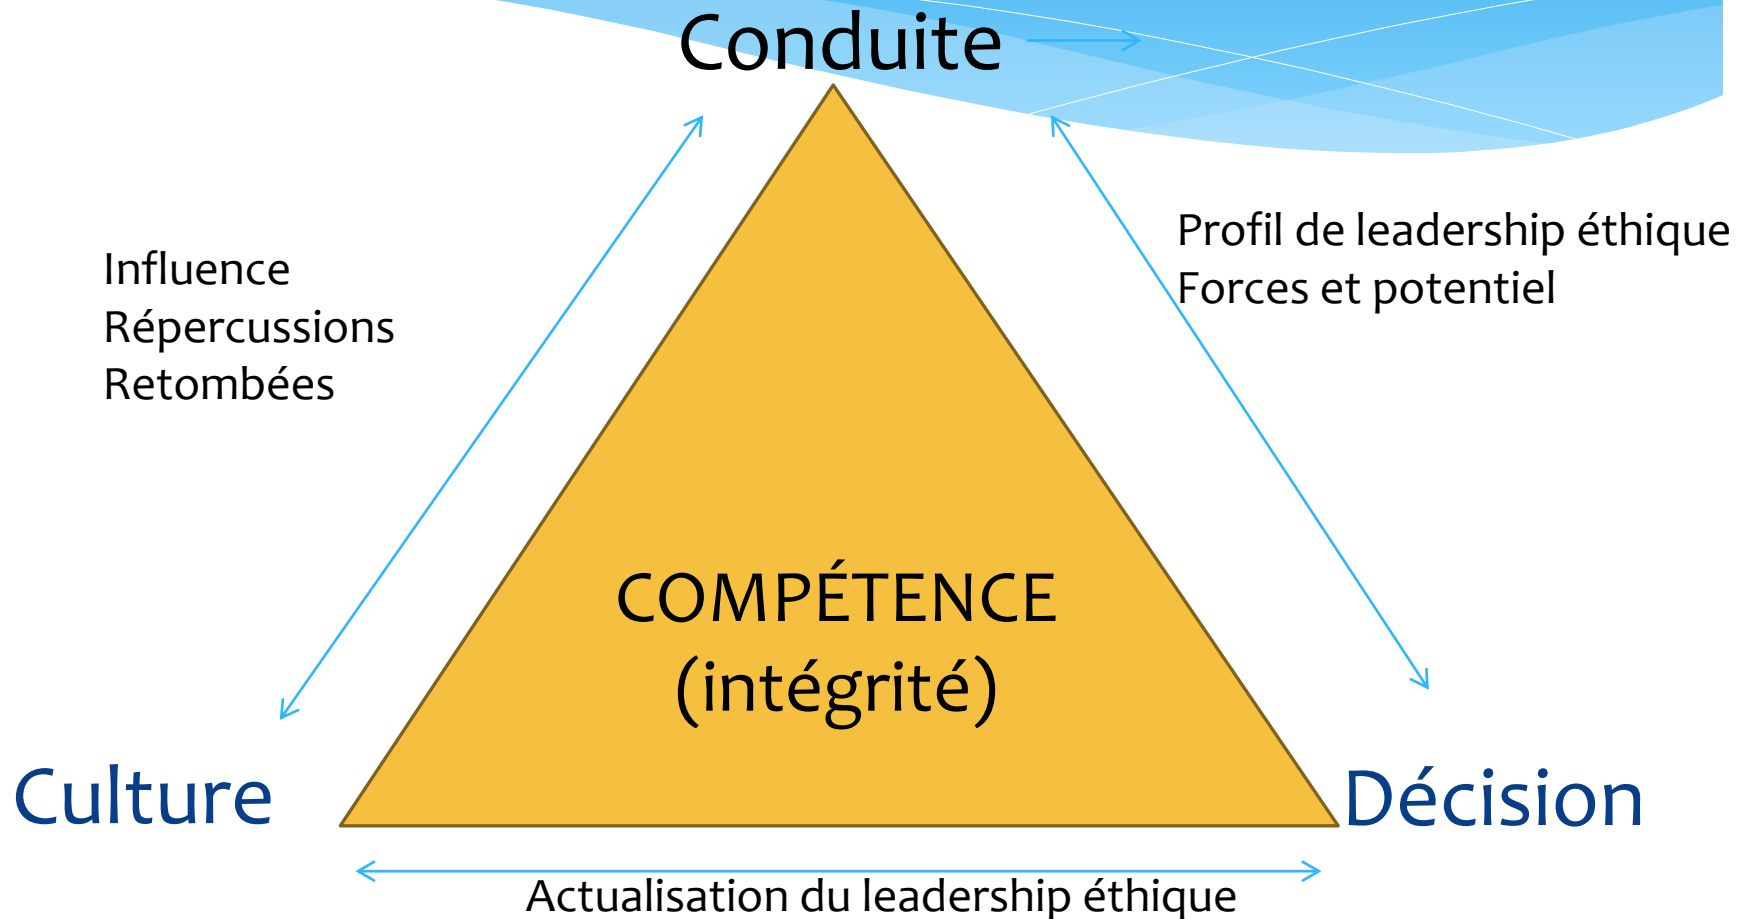 Conduite
Profil de leadership éthique
Forces et potentiel
Influence
Répercussions
Retombées
COMPÉTENCE
(intégrité)
Culture
Décision
Actualisation du leadership éthique